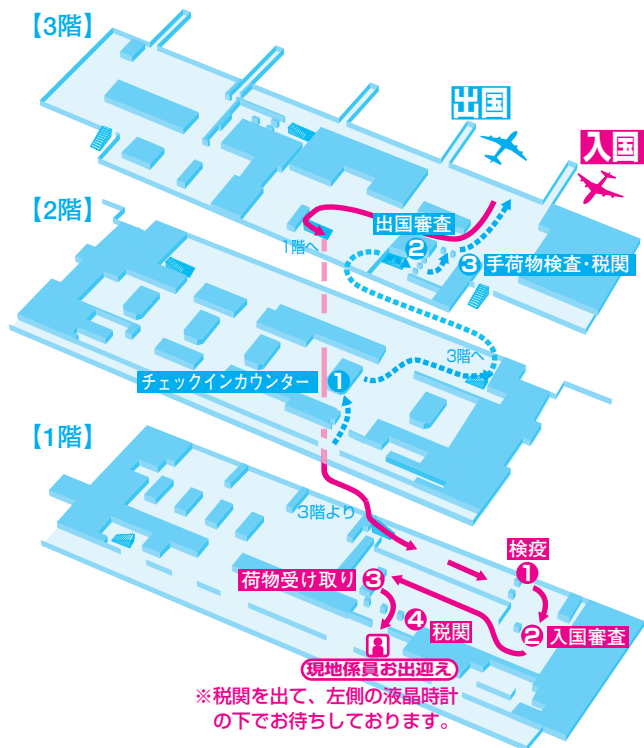 【3階】
出国
入国
【2階】
出国審査
2
1階へ
3
手荷物検査・税関
3階へ
チェックインカウンター
1
【1階】
3階より
検疫
1
荷物受け取り
3
4
税関
2
入国審査
現地係員お出迎え
※税関を出て、左側の液晶時計
の下でお待ちしております。